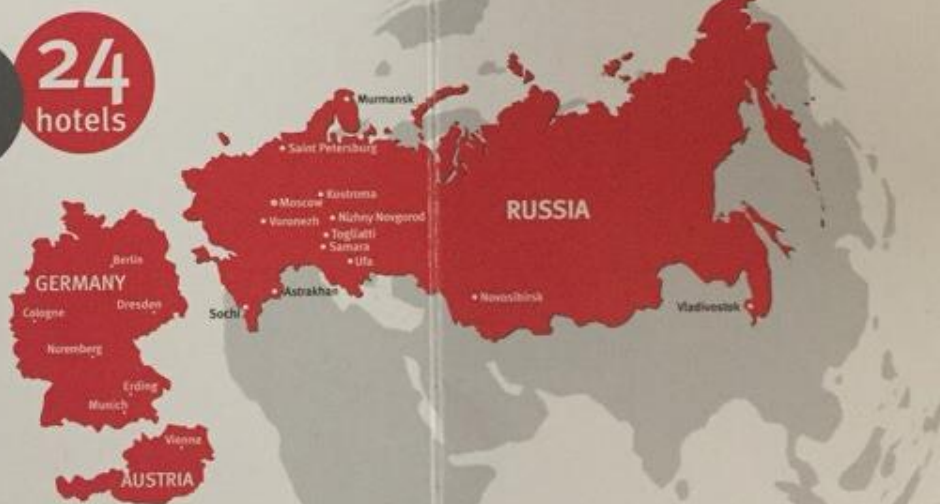 24
hotels
Murmansk
Saint Petersburg
Kostroma
Moscow
Voronezh
Nizhny Novgorod
Togliatti
Samara
Ufa
RUSSIA
Astrakhan
Sochi
Novosibirsk
Vladivostok
Berlin
GERMANY
Dresden
Cologne
Nuremberg
Erding
Munich
Vienna
AUSTRIA